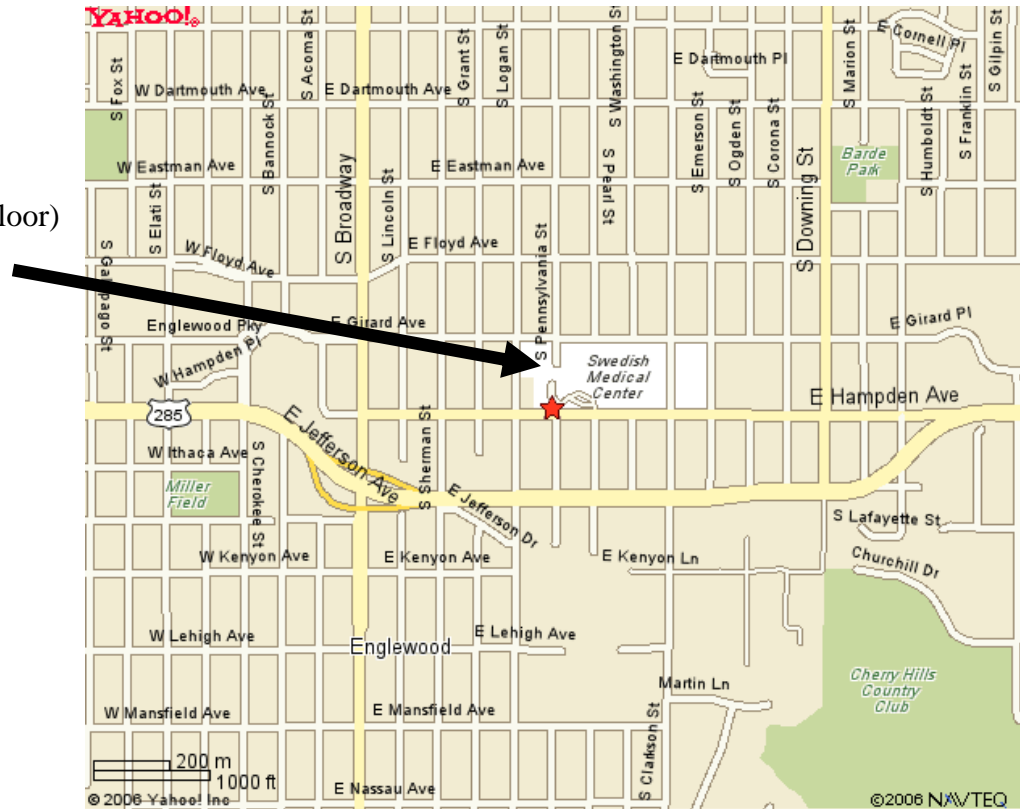 YAHOO!®
loor)
S Fox St
W Dartmouth Ave
S Acoma St
E Dartmouth Ave
S Grant St
S Logan St
S Washington St
E Dartmouth Pl
S Marion St
E Cornell Pl
S Gilpin St
S Bannock St
S Emerson St
S Ogden St
S Corona St
S Humboldt St
S Franklin St
W Eastman Ave
E Eastman Ave
S Pearl St
Barde
Park
S Elati St
S Broadway
S Lincoln St
S Downing St
W Floyd Ave
E Floyd Ave
S Pennsylvania St
S Galapago St
Englewood Pky
E Girard Ave
E Girard Pl
W Hampden Pl
Swedish
Medical
Center
E Hampden Ave
285
E Jefferson Ave
S Sherman St
W Ithaca Ave
S Cherokee St
Miller
Field
E Jefferson Dr
S Lafayette St
W Kenyon Ave
E Kenyon Ave
E Kenyon Ln
Churchill Dr
W Lehigh Ave
Englewood
E Lehigh Ave
Martin Ln
Cherry Hills
Country
Club
W Mansfield Ave
E Mansfield Ave
S Clarkson St
200 m
1000 ft
E Nassau Ave
© 2006 Yahoo! Inc
©2006 NAVTEQ